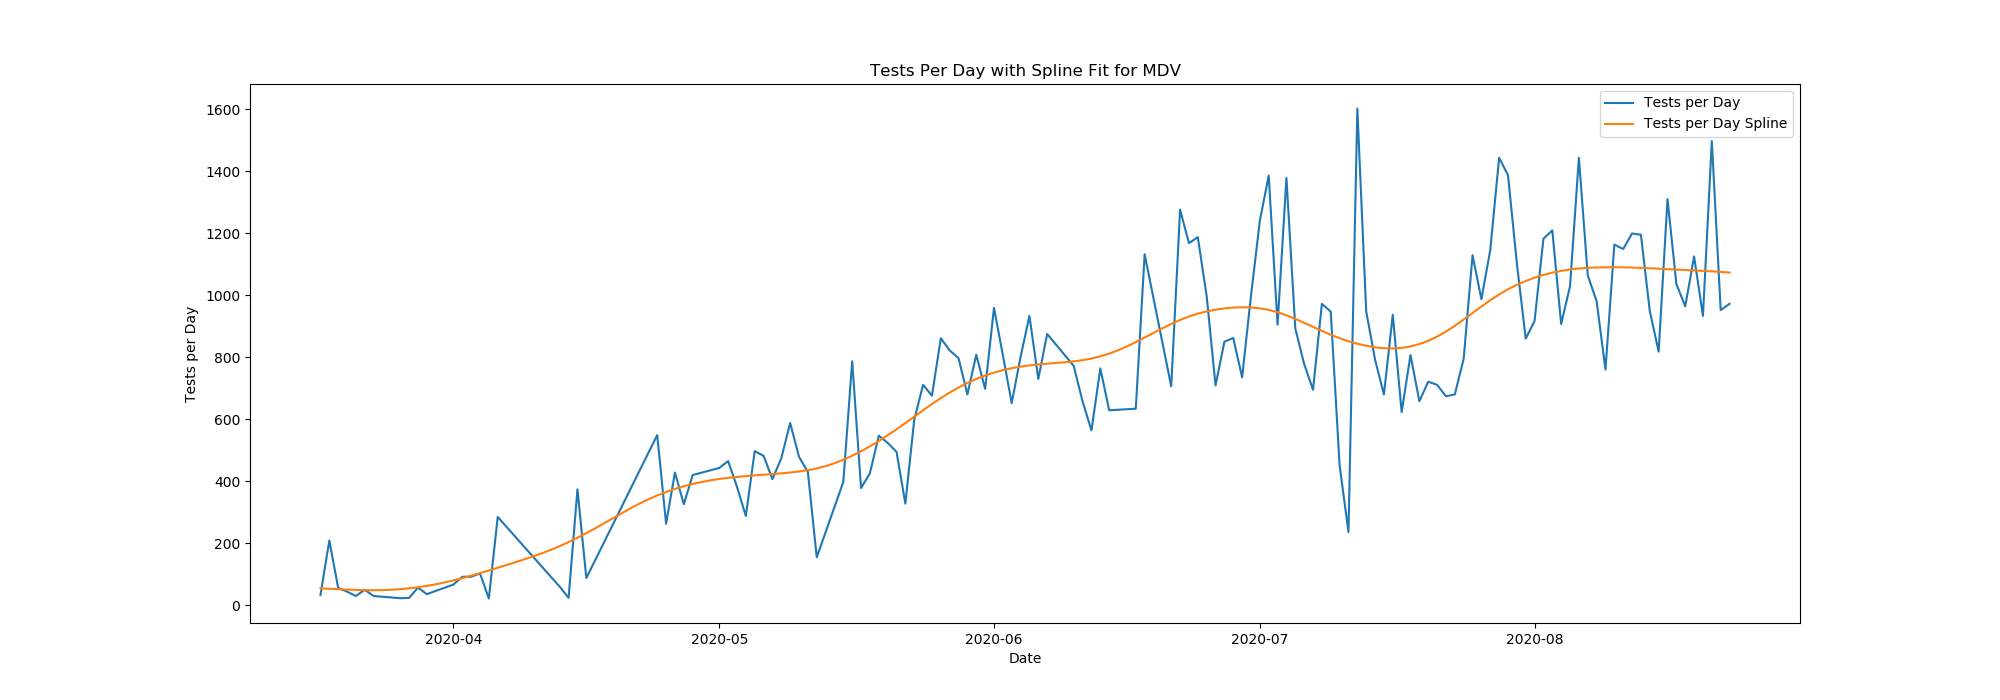 Tests Per Day with Spline Fit for MDV
Tests per Day
Tests per Day Spline
1600
1400
1200
1000
800
600
400
200
0
Tests per Day
2020-04
2020-05
2020-06
2020-07
2020-08
Date